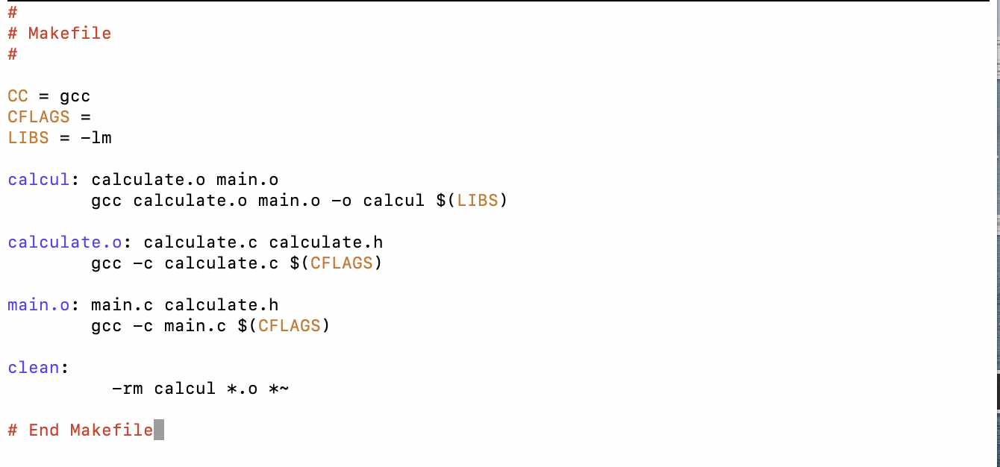 #
# Makefile
#
CC = gcc
CFLAGS =
LIBS = -lm
calcul: calculate.o main.o
gcc calculate.o main.o -o calcul $(LIBS)
calculate.o: calculate.c calculate.h
gcc -c calculate.c $(CFLAGS)
main.o: main.c calculate.h
gcc -c main.c $(CFLAGS)
clean:
-rm calcul *.o *~
# End Makefile